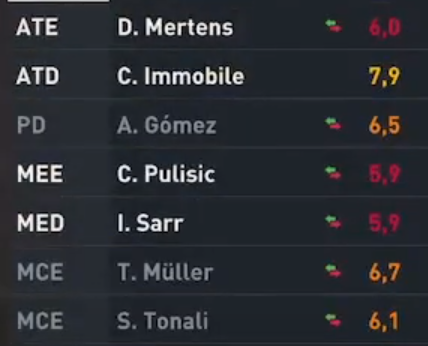 ATE D. Mertens 6,0
ATD C. Immobile 7,9
PD A. Gómez 6,5
MEE C. Pulisic 5,9
MED I. Sarr 5,9
MCE T. Müller 6,7
MCE S. Tonali 6,1